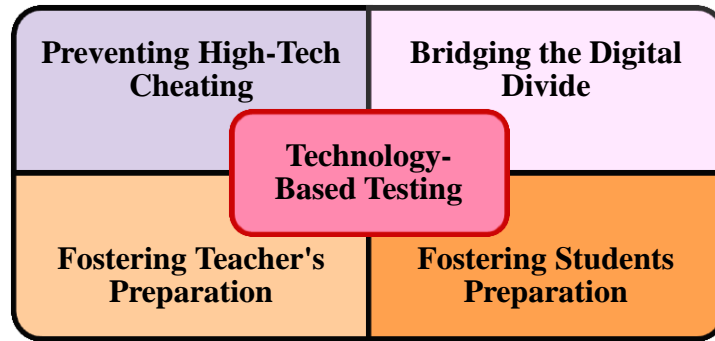 Preventing High-Tech
Cheating
Bridging the Digital
Divide
Technology-
Based Testing
Fostering Teacher's
Preparation
Fostering Students
Preparation